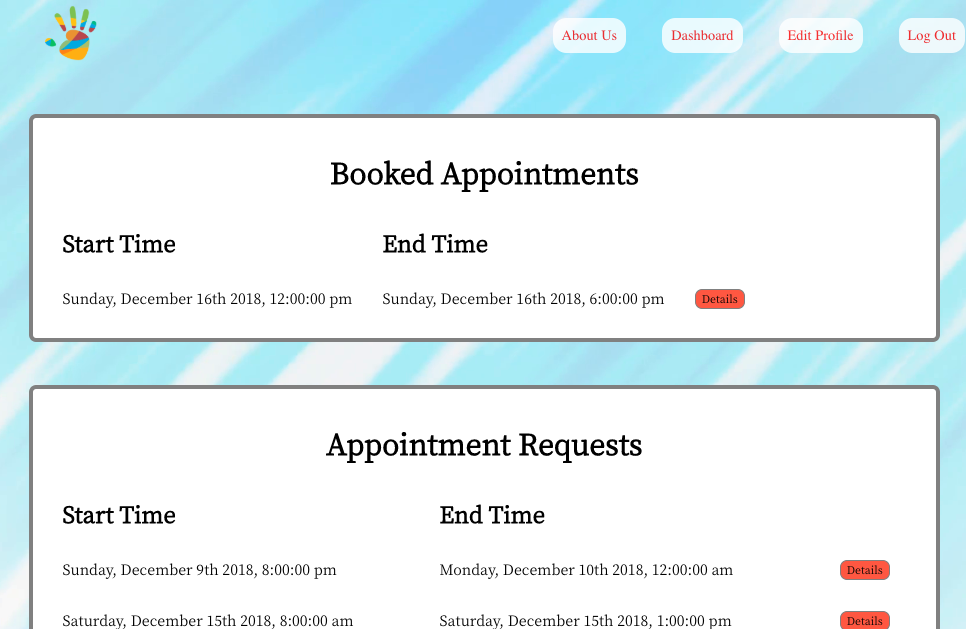 About Us Dashboard Edit Profile Log Out
Booked Appointments
Start Time End Time
Sunday, December 16th 2018, 12:00:00 pm Sunday, December 16th 2018, 6:00:00 pm Details
Appointment Requests
Start Time End Time
Sunday, December 9th 2018, 8:00:00 pm Monday, December 10th 2018, 12:00:00 am Details
Saturday, December 15th 2018, 8:00:00 am Saturday, December 15th 2018, 1:00:00 pm Details